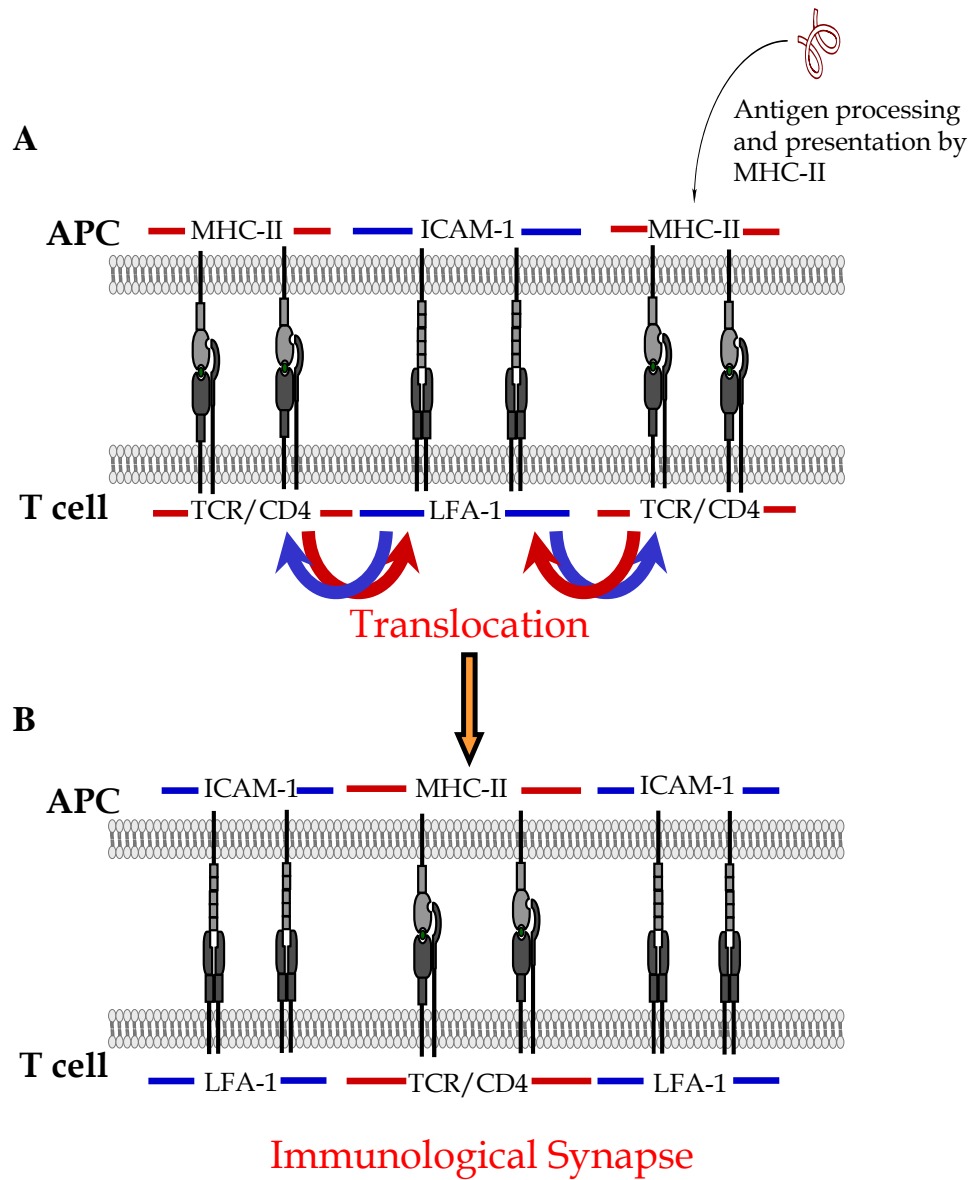 Antigen processing
and presentation by
MHC-II
A
APC
MHC-II
ICAM-1
MHC-II
T cell
TCR/CD4
LFA-1
TCR/CD4
Translocation
B
APC
ICAM-1
MHC-II
ICAM-1
T cell
LFA-1
TCR/CD4
LFA-1
Immunological Synapse